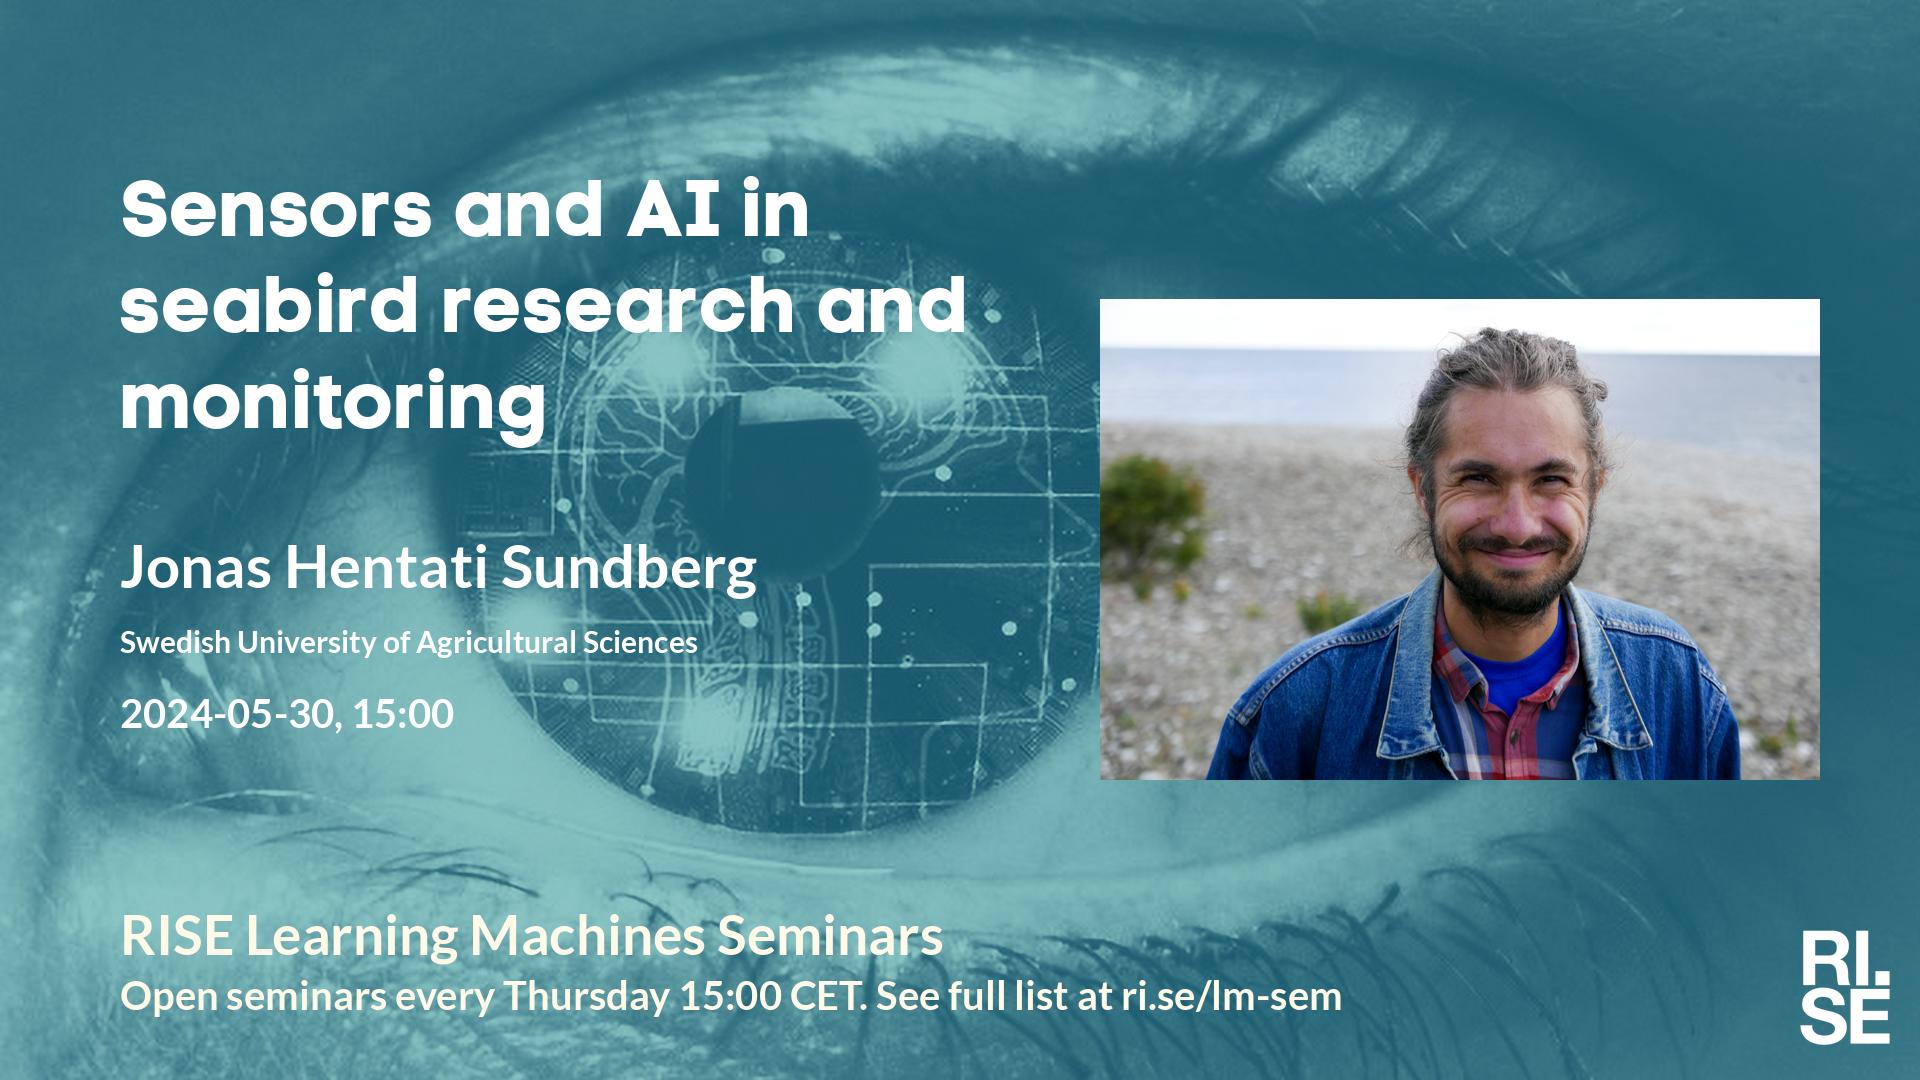 Sensors and AI in
seabird research and
monitoring
Jonas Hentati Sundberg
Swedish University of Agricultural Sciences
2024-05-30, 15:00
RISE Learning Machines Seminars
Open seminars every Thursday 15:00 CET. See full list at ri.se/lm-sem
RI.
SE